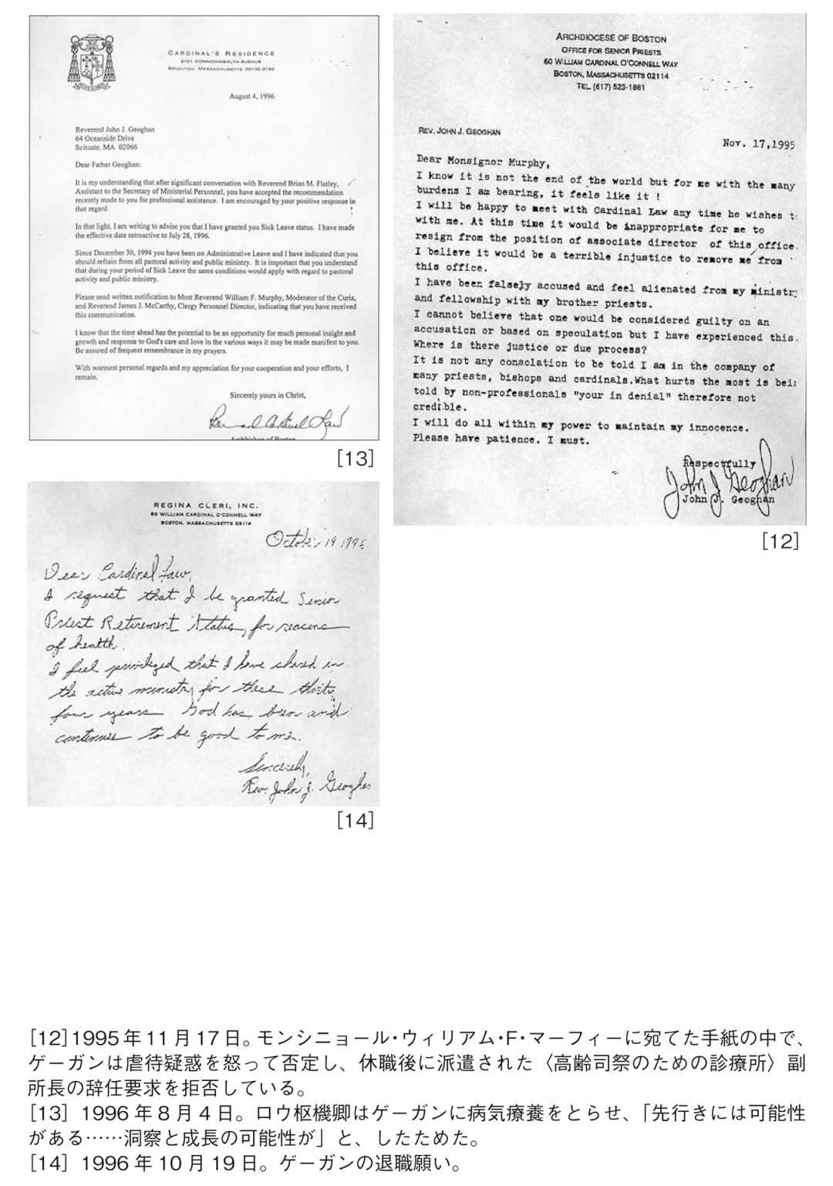 CARDINAL'S RESIDENCE
2101 COMMONWEALTH AVENUE
BRIGHTON, MASSACHUSETTS 02135-3192
August 4, 1996
Reverend John J. Geoghan
64 Oceanside Drive
Scituate, MA 02066
Dear Father Geoghan:
It is my understanding that after significant conversation with Reverend Brian M. Flatley,
Assistant to the Secretary of Ministerial Personnel, you have accepted the recommendation
recently made to you for professional assistance. I am encouraged by your positive response in
that regard.
In that light, I am writing to advise you that I have granted you Sick Leave status. I have made
the effective date retroactive to July 28, 1996.
Since December 30, 1994 you have been on Administrative Leave and I have indicated that you
should refrain from all pastoral activity and public ministry. It is important that you understand
that during your period of Sick Leave the same conditions would apply with regard to pastoral
activity and public ministry.
Please send written notification to Most Reverend William F. Murphy, Moderator of the Curia,
and Reverend James J. McCarthy, Clergy Personnel Director, indicating that you have received
this communication.
I know that the time ahead has the potential to be an opportunity for much personal insight and
growth and response to God's care and love in the various ways it may be made manifest to you.
Be assured of frequent remembrance in my prayers.
With warmest personal regards and my appreciation for your cooperation and your efforts, I
remain,
Sincerely yours in Christ,
Bernard Cardinal Law
Archbishop of Boston
[13]
ARCHDIOCESE OF BOSTON
OFFICE FOR SENIOR PRIESTS
60 WILLIAM CARDINAL O'CONNELL WAY
BOSTON, MASSACHUSETTS 02114
TEL. (617) 523-1861
REV. JOHN J. GEOGHAN
Nov. 17,1995
Dear Monsignor Murphy,
I know it is not the end of the world but for me with the many
burdens I am bearing, it feels like it !
I will be happy to meet with Cardinal Law any time he wishes t
with me. At this time it would be inappropriate for me to
resign from the position of associate director of this office.
I believe it would be a terrible injustice to remove me from
this office.
I have been falsely accused and feel alienated from my ministry
and fellowship with my brother priests.
I cannot believe that one would be considered guilty on an
accusation or based on speculation but I have experienced this.
Where is there justice or due process?
It is not any consolation to be told I am in the company of
many priests, bishops and cardinals.What hurts the most is bei
told by non-professionals "your in denial" therefore not
credible.
I will do all within my power to maintain my innocence.
Please have patience. I must.
Respectfully
John J Geoghan
John J. Geoghan
[12]
REGINA CLERI, INC.
60 WILLIAM CARDINAL O'CONNELL WAY
BOSTON, MASSACHUSETTS 02114
October 19 1996
Dear Cardinal Law,
I request that I be granted Senior
Priest Retirement Status, for reasons
of health.
I feel privileged that I have shared in
the active ministry for these thirty
four years God has been and
continues to be good to me.
Sincerely,
Rev. John J. Geoghan
[14]
[12]1995年11月17日。モンシニョール・ウィリアム・F・マーフィーに宛てた手紙の中で、
ゲーガンは虐待疑惑を怒って否定し、休職後に派遣された〈高齢司祭のための診療所〉副
所長の辞任要求を拒否している。
[13] 1996年8月4日。ロウ枢機卿はゲーガンに病気療養をとらせ、「先行きには可能性
がある……洞察と成長の可能性が」と、したためた。
[14] 1996年10月19日。ゲーガンの退職願い。